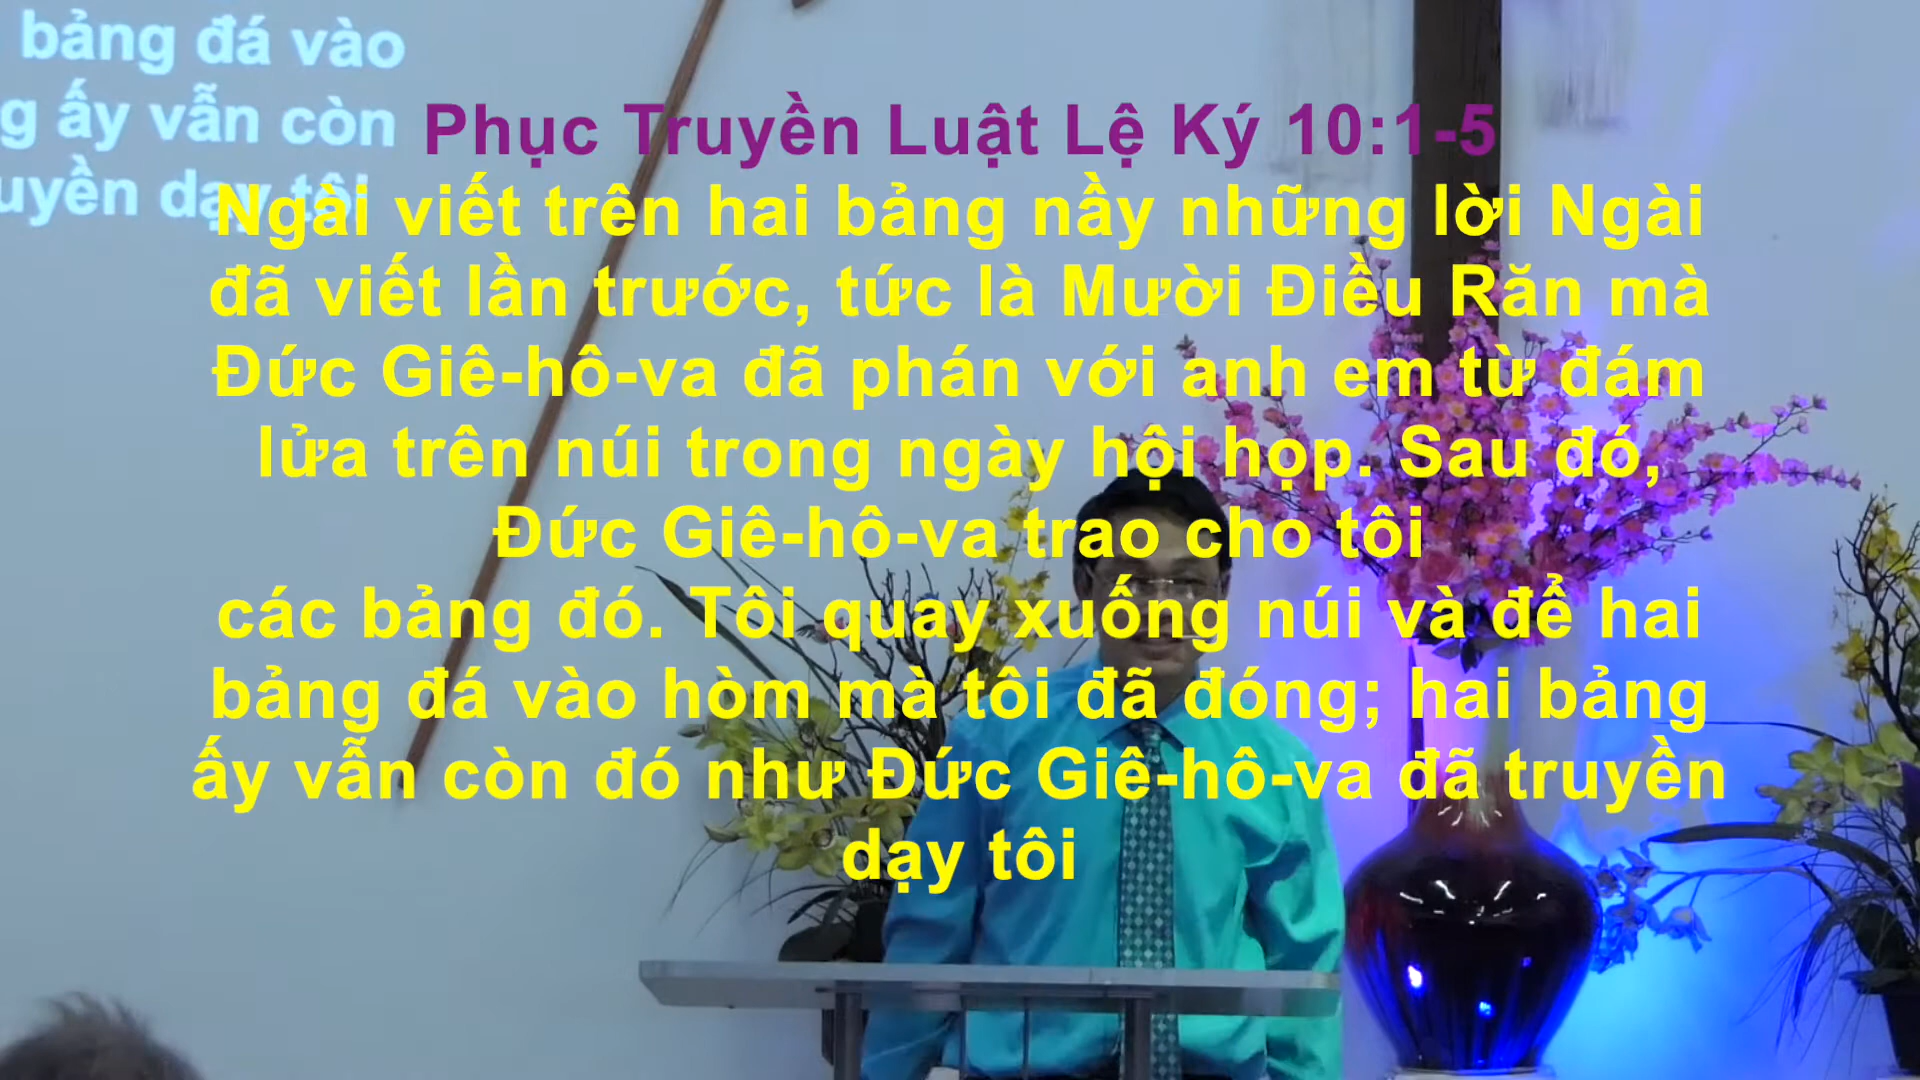 bảng đá vào
g ấy vẫn còn
uyền dạy tôi
Phục Truyền Luật Lệ Ký 10:1-5
Ngài viết trên hai bảng nầy những lời Ngài
đã viết lần trước, tức là Mười Điều Răn mà
Đức Giê-hô-va đã phán với anh em từ đám
lửa trên núi trong ngày hội họp. Sau đó,
Đức Giê-hô-va trao cho tôi
các bảng đó. Tôi quay xuống núi và để hai
bảng đá vào hòm mà tôi đã đóng; hai bảng
ấy vẫn còn đó như Đức Giê-hô-va đã truyền
dạy tôi